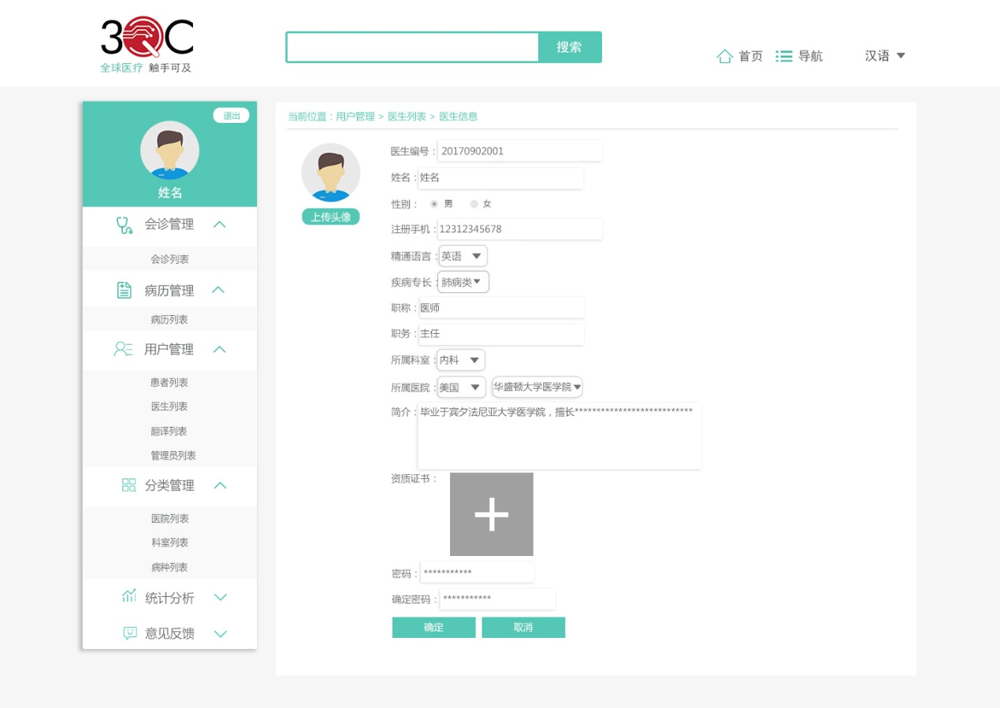 3QC
全球医疗 触手可及
搜索
首页
导航
汉语
退出
姓名
会诊管理
会诊列表
病历管理
病历列表
用户管理
患者列表
医生列表
翻译列表
管理员列表
分类管理
医院列表
科室列表
病种列表
统计分析
意见反馈
当前位置：用户管理 > 医生列表 > 医生信息
上传头像
医生编号：20170902001
姓名：姓名
性别： 男 女
注册手机：12312345678
精通语言：英语
疾病专长：肺病类
职称：医师
职务：主任
所属科室：内科
所属医院：美国 华盛顿大学医学院
简介：毕业于宾夕法尼亚大学医学院，擅长***************************
资质证书：
密码：***********
确定密码：***********
确定 取消